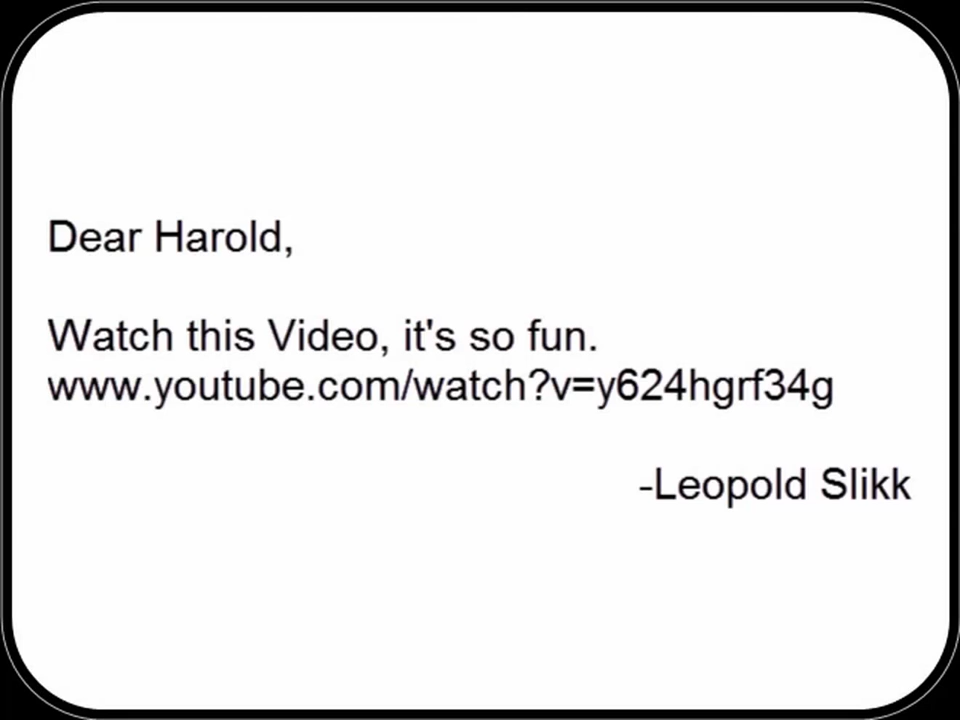 Dear Harold,
Watch this Video, it's so fun.
www.youtube.com/watch?v=y624hgrf34g
-Leopold Slikk